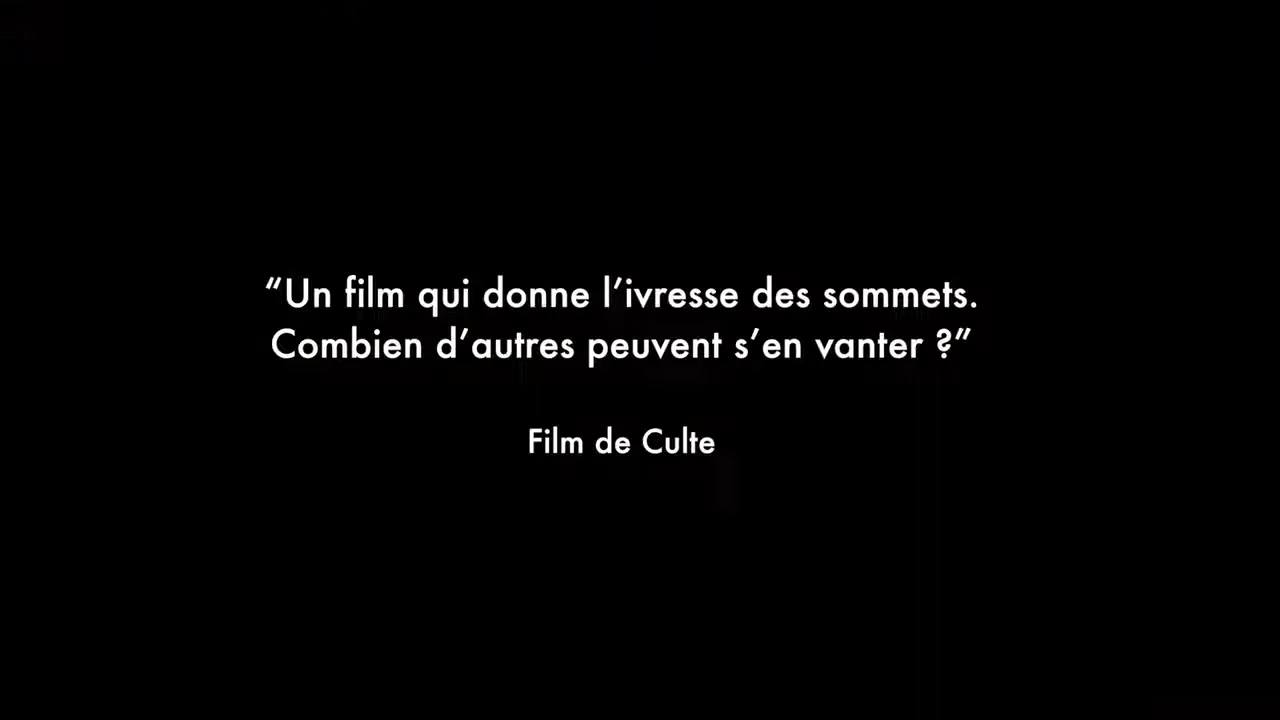 “Un film qui donne l’ivresse des sommets.
Combien d’autres peuvent s’en vanter ?”
Film de Culte